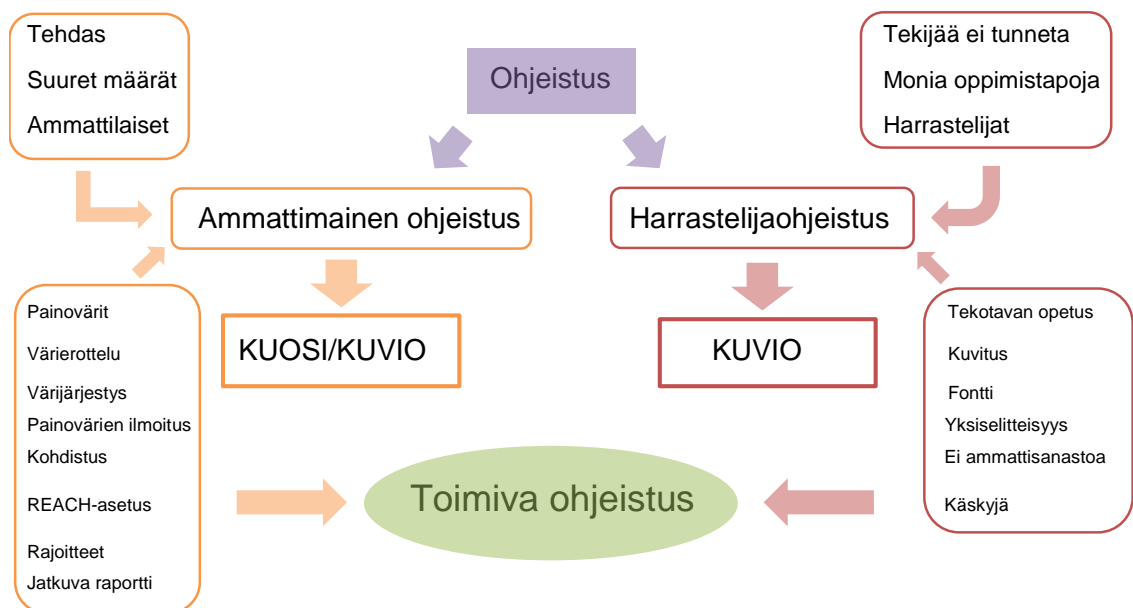 Tehdas
Suuret määrät
Ammattilaiset
Ohjeistus
Tekijää ei tunneta
Monia oppimistapoja
Harrastelijat
Ammattimainen ohjeistus
Harrastelijaohjeistus
KUOSI/KUVIO
KUVIO
Painovärit
Värierottelu
Värijärjestys
Painovärien ilmoitus
Kohdistus
REACH-asetus
Rajoitteet
Jatkuva raportti
Toimiva ohjeistus
Tekotavan opetus
Kuvitus
Fontti
Yksiselitteisyys
Ei ammattisanastoa
Käskyjä